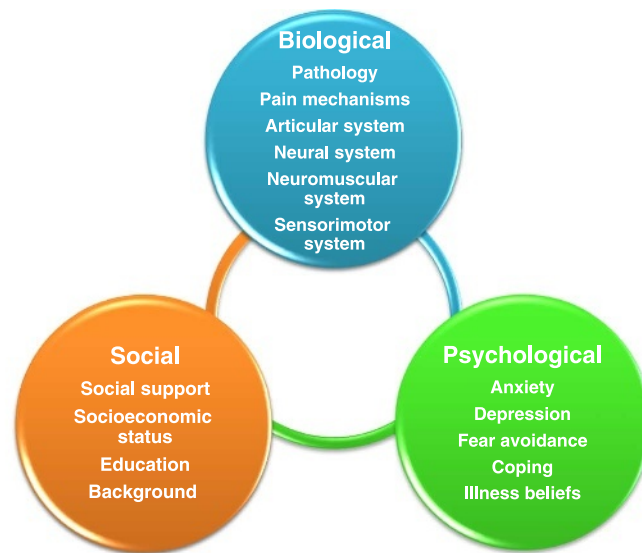 Biological
Pathology
Pain mechanisms
Articular system
Neural system
Neuromuscular
system
Sensorimotor
system
Social
Social support
Socioeconomic
status
Education
Background
Psychological
Anxiety
Depression
Fear avoidance
Coping
Illness beliefs